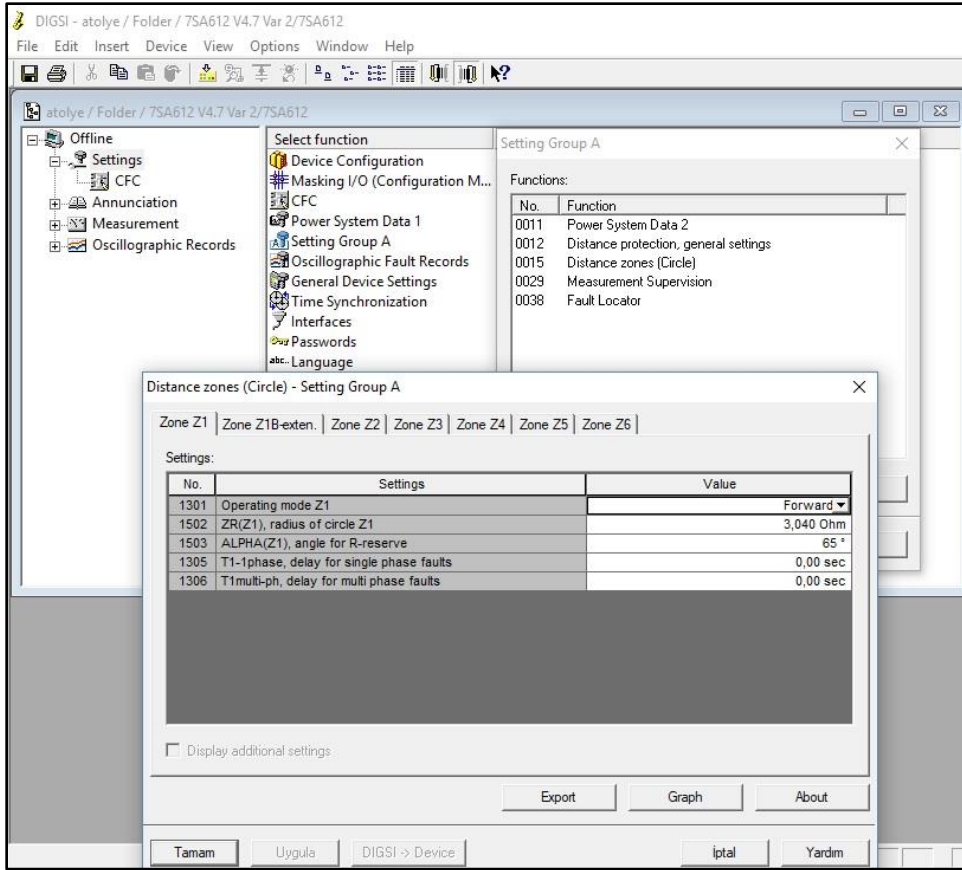 DIGSI - atolye / Folder / 7SA612 V4.7 Var 2/7SA612
File Edit Insert Device View Options Window Help
atolye / Folder / 7SA612 V4.7 Var 2/7SA612
Offline
Settings
CFC
Annunciation
Measurement
Oscillographic Records
Select function
Device Configuration
Masking I/O (Configuration M...
CFC
Power System Data 1
Setting Group A
Oscillographic Fault Records
General Device Settings
Time Synchronization
Interfaces
Passwords
abc.. Language
Setting Group A
Functions:
No. Function
0011 Power System Data 2
0012 Distance protection, general settings
0015 Distance zones (Circle)
0029 Measurement Supervision
0038 Fault Locator
Distance zones (Circle) - Setting Group A
Zone Z1 Zone Z1B-exten. Zone Z2 Zone Z3 Zone Z4 Zone Z5 Zone Z6
Settings:
No. Settings Value
1301 Operating mode Z1 Forward
1502 ZR(Z1), radius of circle Z1 3,040 Ohm
1503 ALPHA(Z1), angle for R-reserve 65 °
1305 T1-1phase, delay for single phase faults 0,00 sec
1306 T1multi-ph, delay for multi phase faults 0,00 sec
Display additional settings
Export Graph About
Tamam Uygula DIGSI -> Device İptal Yardım